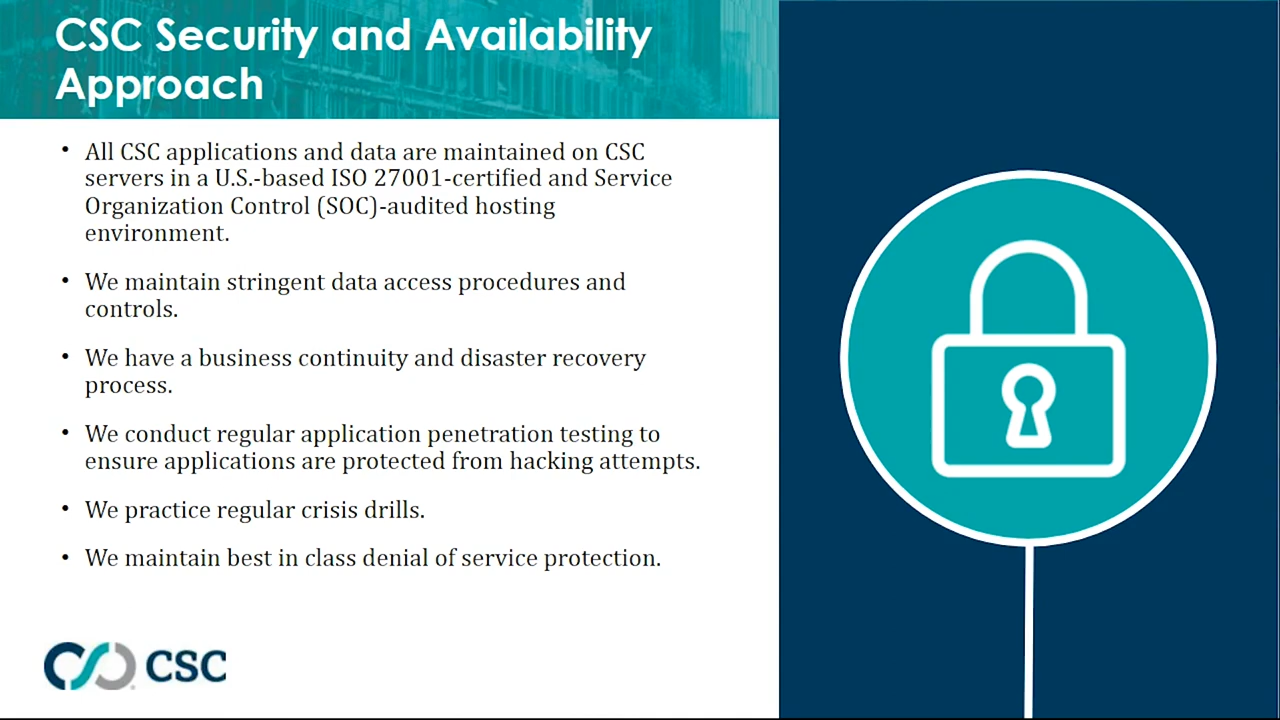 CSC Security and Availability
Approach
• All CSC applications and data are maintained on CSC
servers in a U.S.-based ISO 27001-certified and Service
Organization Control (SOC)-audited hosting
environment.
• We maintain stringent data access procedures and
controls.
• We have a business continuity and disaster recovery
process.
• We conduct regular application penetration testing to
ensure applications are protected from hacking attempts.
• We practice regular crisis drills.
• We maintain best in class denial of service protection.
CSC